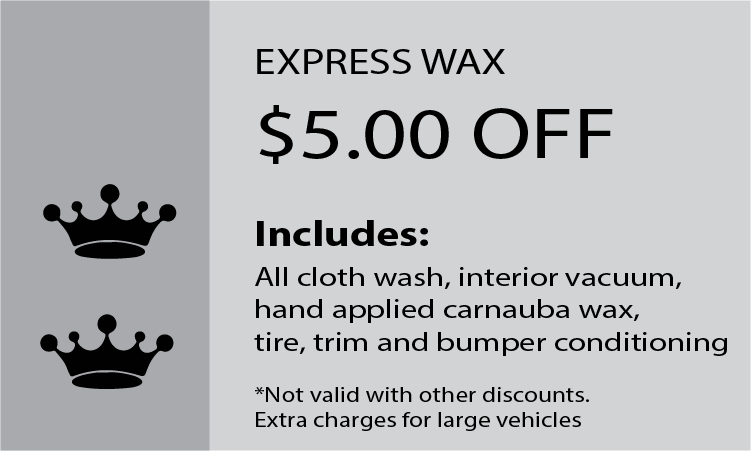 EXPRESS WAX
$5.00 OFF
Includes:
All cloth wash, interior vacuum,
hand applied carnauba wax,
tire, trim and bumper conditioning
*Not valid with other discounts.
Extra charges for large vehicles